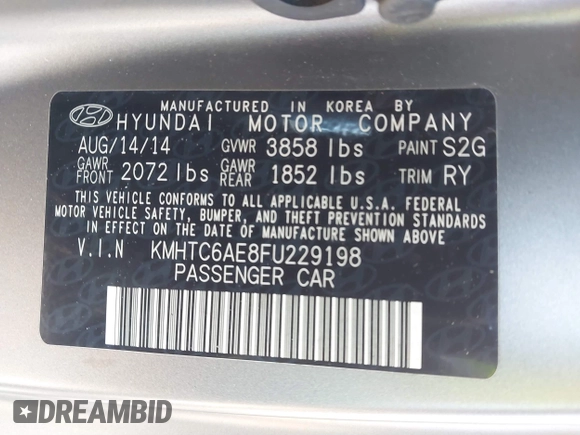 MANUFACTURED IN KOREA BY
HYUNDAI MOTOR COMPANY
AUG/14/14 GVWR 3858 lbs PAINT S2G
GAWR FRONT 2072 lbs GAWR REAR 1852 lbs TRIM RY
THIS VEHICLE CONFORMS TO ALL APPLICABLE U.S.A. FEDERAL
MOTOR VEHICLE SAFETY, BUMPER, AND THEFT PREVENTION STANDARDS
IN EFFECT ON THE DATE OF MANUFACTURE SHOWN ABOVE
V.I.N KMHTC6AE8FU229198
PASSENGER CAR
DREAMBID